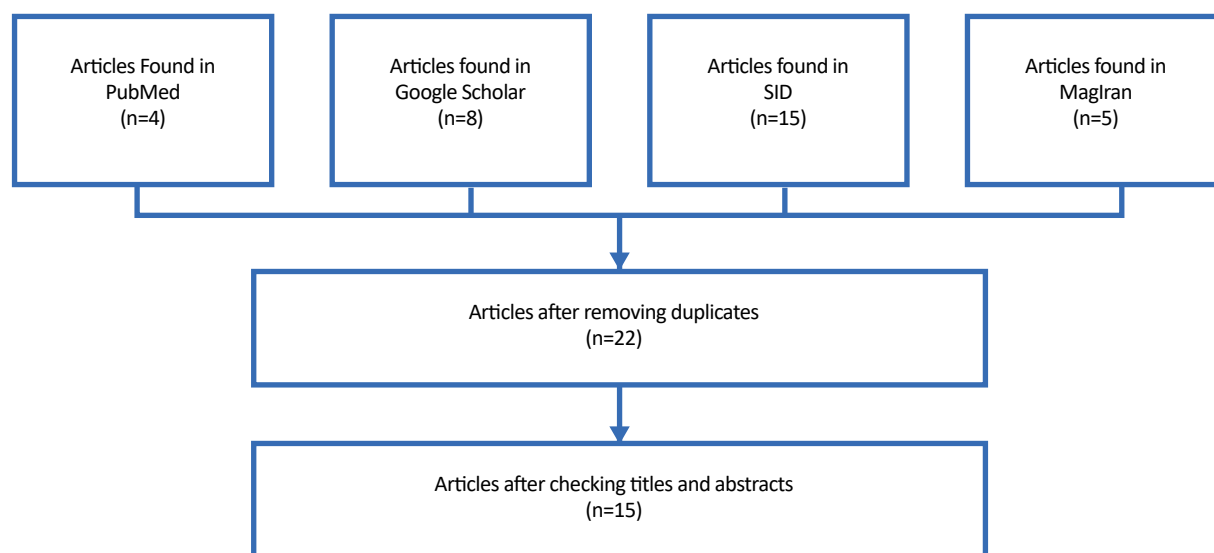 Articles Found in
PubMed
(n=4)
Articles found in
Google Scholar
(n=8)
Articles found in
SID
(n=15)
Articles found in
MagIran
(n=5)
Articles after removing duplicates
(n=22)
Articles after checking titles and abstracts
(n=15)